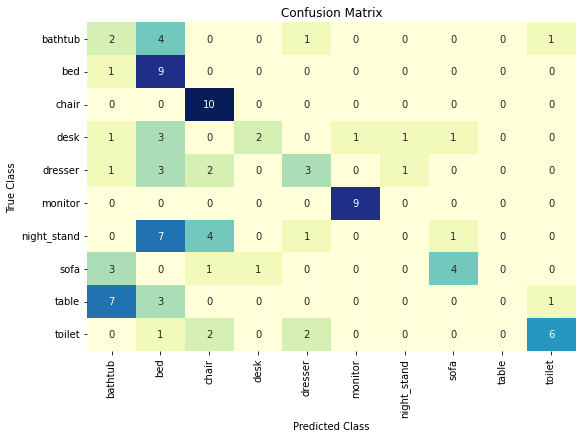 Confusion Matrix
True Class
bathtub 2 4 0 0 1 0 0 0 0 1
bed 1 9 0 0 0 0 0 0 0 0
chair 0 0 10 0 0 0 0 0 0 0
desk 1 3 0 2 0 1 1 1 0 0
dresser 1 3 2 0 3 0 1 0 0 0
monitor 0 0 0 0 0 9 0 0 0 0
night_stand 0 7 4 0 1 0 0 1 0 0
sofa 3 0 1 1 0 0 0 4 0 0
table 7 3 0 0 0 0 0 0 0 1
toilet 0 1 2 0 2 0 0 0 0 6
bathtub bed chair desk dresser monitor night_stand sofa table toilet
Predicted Class